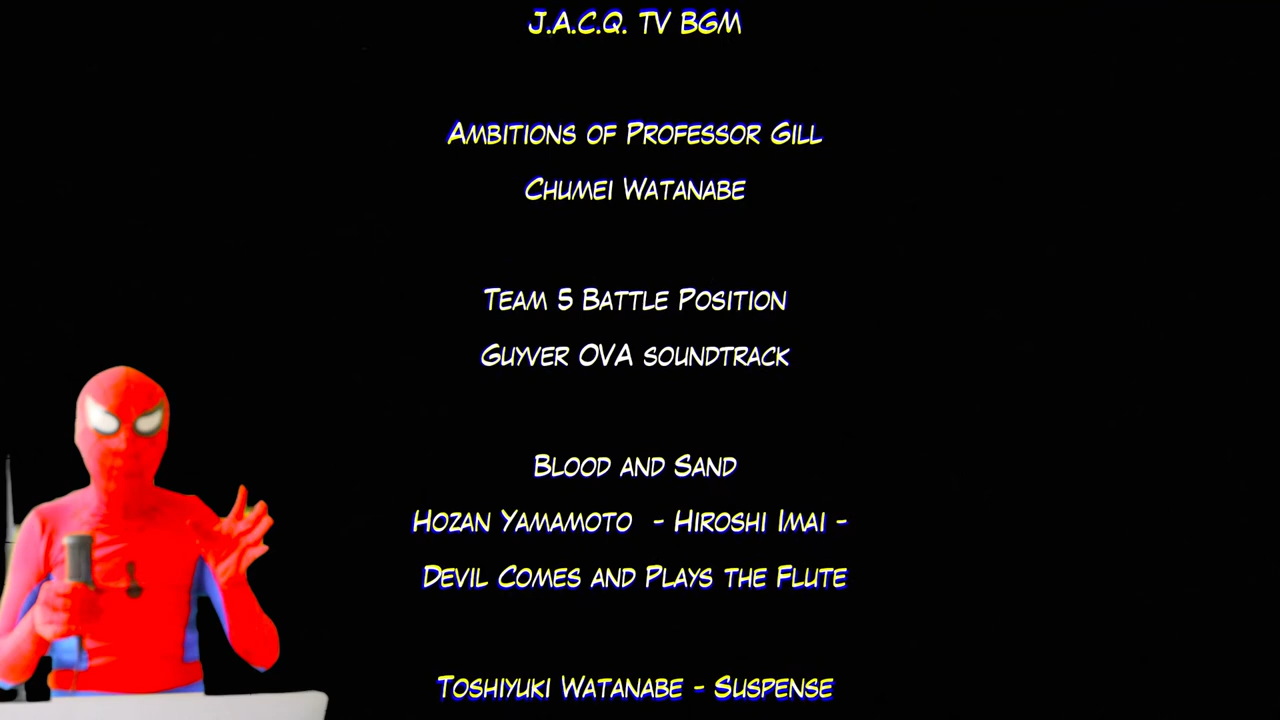 J.A.C.Q. TV BGM
Ambitions of Professor Gill
Chumei Watanabe
Team 5 Battle Position
Guyver OVA soundtrack
Blood and Sand
Hozan Yamamoto - Hiroshi Imai -
Devil Comes and Plays the Flute
Toshiyuki Watanabe - Suspense